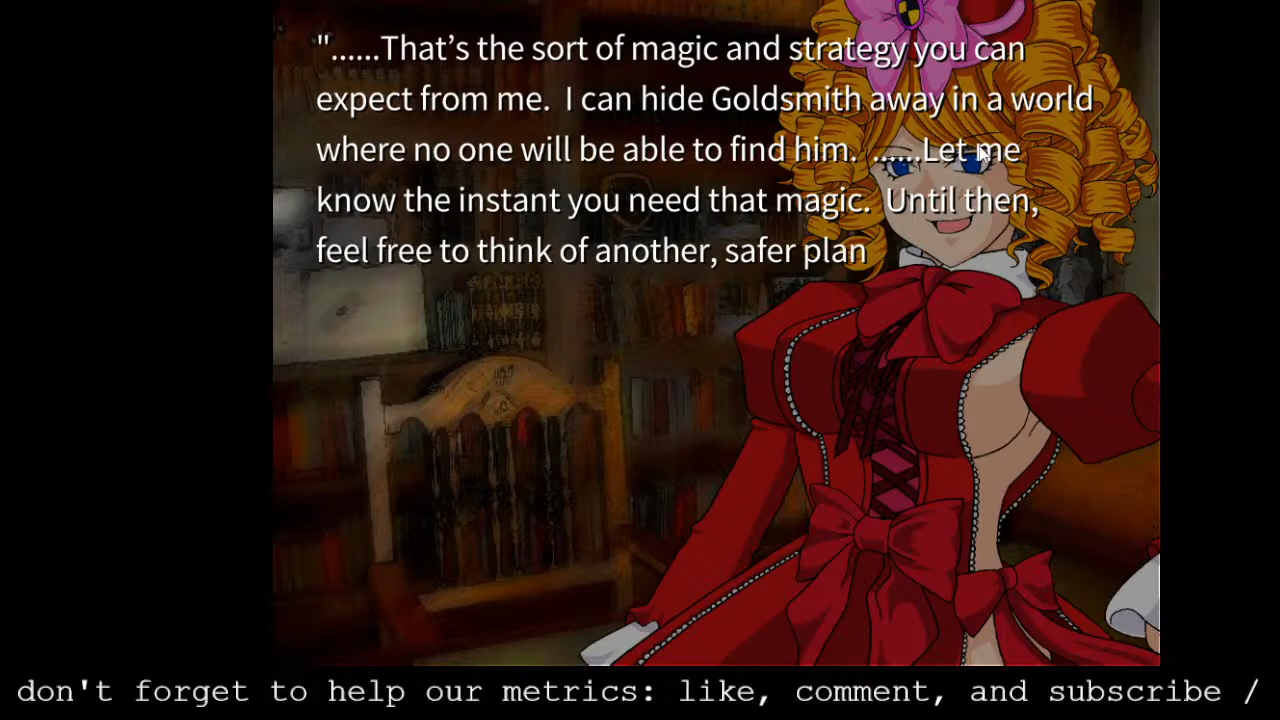 "......That’s the sort of magic and strategy you can
expect from me.  I can hide Goldsmith away in a world
where no one will be able to find him.  ......Let me
know the instant you need that magic.  Until then,
feel free to think of another, safer plan
don't forget to help our metrics: like, comment, and subscribe /